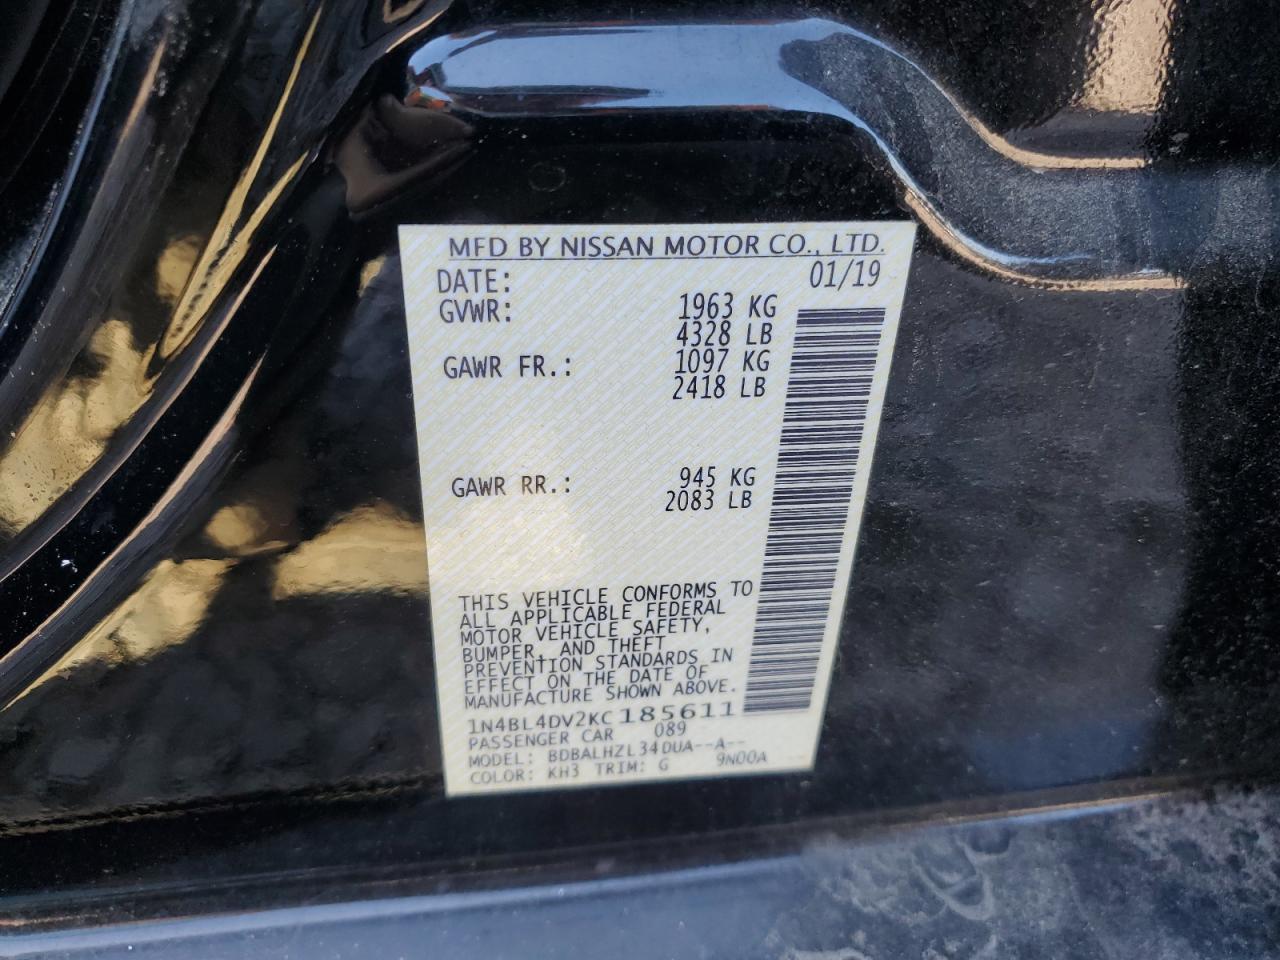 MFD BY NISSAN MOTOR CO., LTD.
DATE: 01/19
GVWR: 1963 KG
4328 LB
GAWR FR.: 1097 KG
2418 LB
GAWR RR.: 945 KG
2083 LB
THIS VEHICLE CONFORMS TO
ALL APPLICABLE FEDERAL
MOTOR VEHICLE SAFETY,
BUMPER, AND THEFT
PREVENTION STANDARDS IN
EFFECT ON THE DATE OF
MANUFACTURE SHOWN ABOVE.
1N4BL4DV2KC185611
PASSENGER CAR 089
MODEL: BDBALHZL34DUA--A--
COLOR: KH3 TRIM: G 9N00A